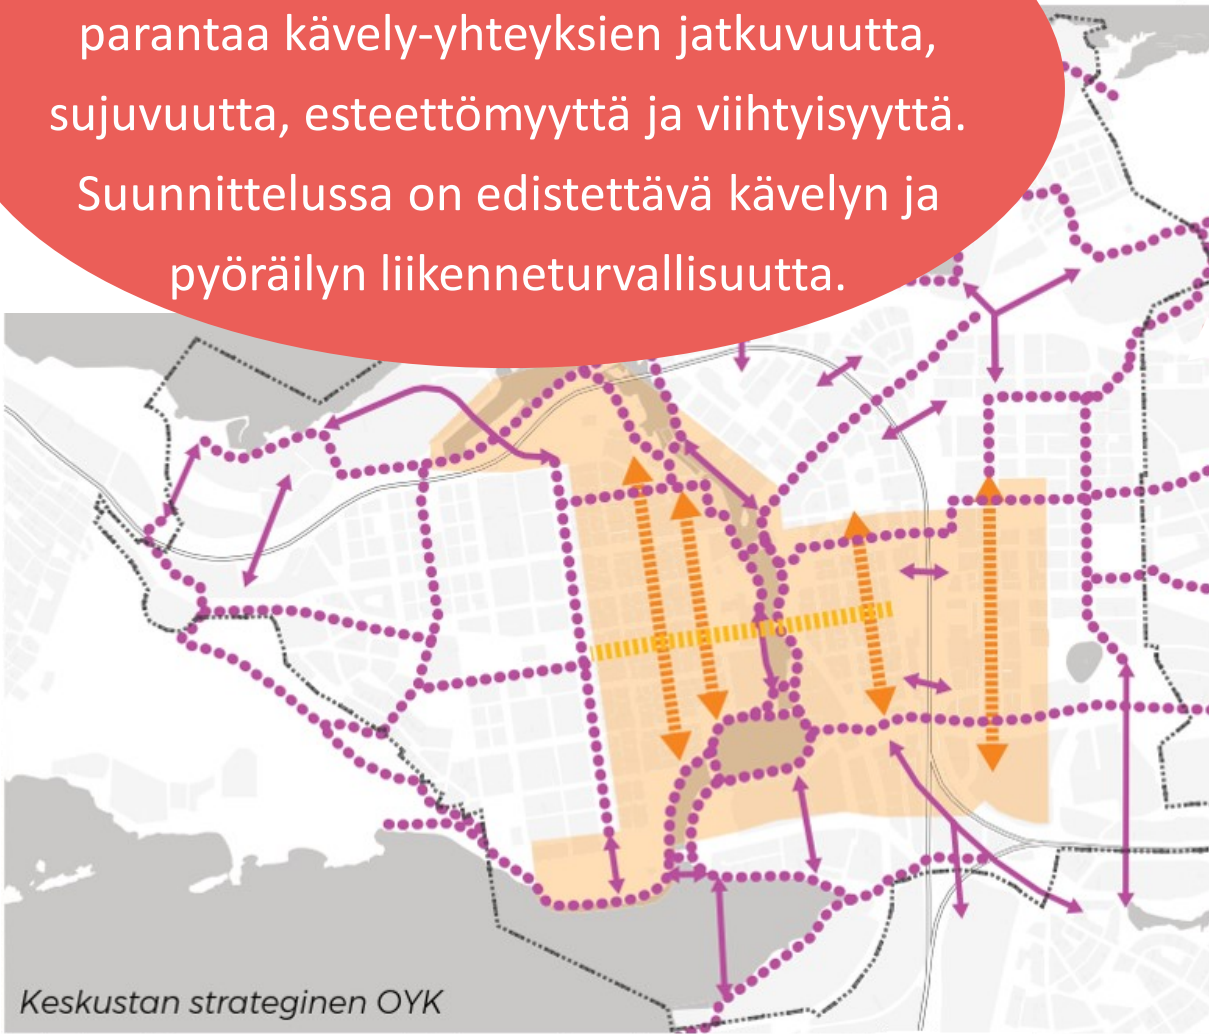 parantaa kävely-yhteyksien jatkuvuutta,
sujuvuutta, esteettömyyttä ja viihtyisyyttä.
Suunnittelussa on edistettävä kävelyn ja
pyöräilyn liikenneturvallisuutta.
Keskustan strateginen OYK